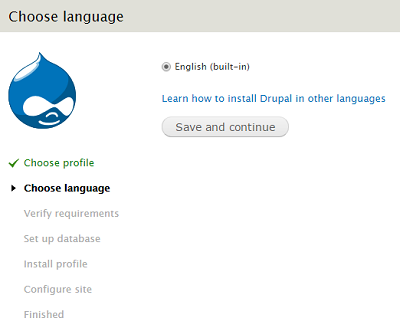 Choose language
English (built-in)
Learn how to install Drupal in other languages
Save and continue
Choose profile
Choose language
Verify requirements
Set up database
Install profile
Configure site
Finished